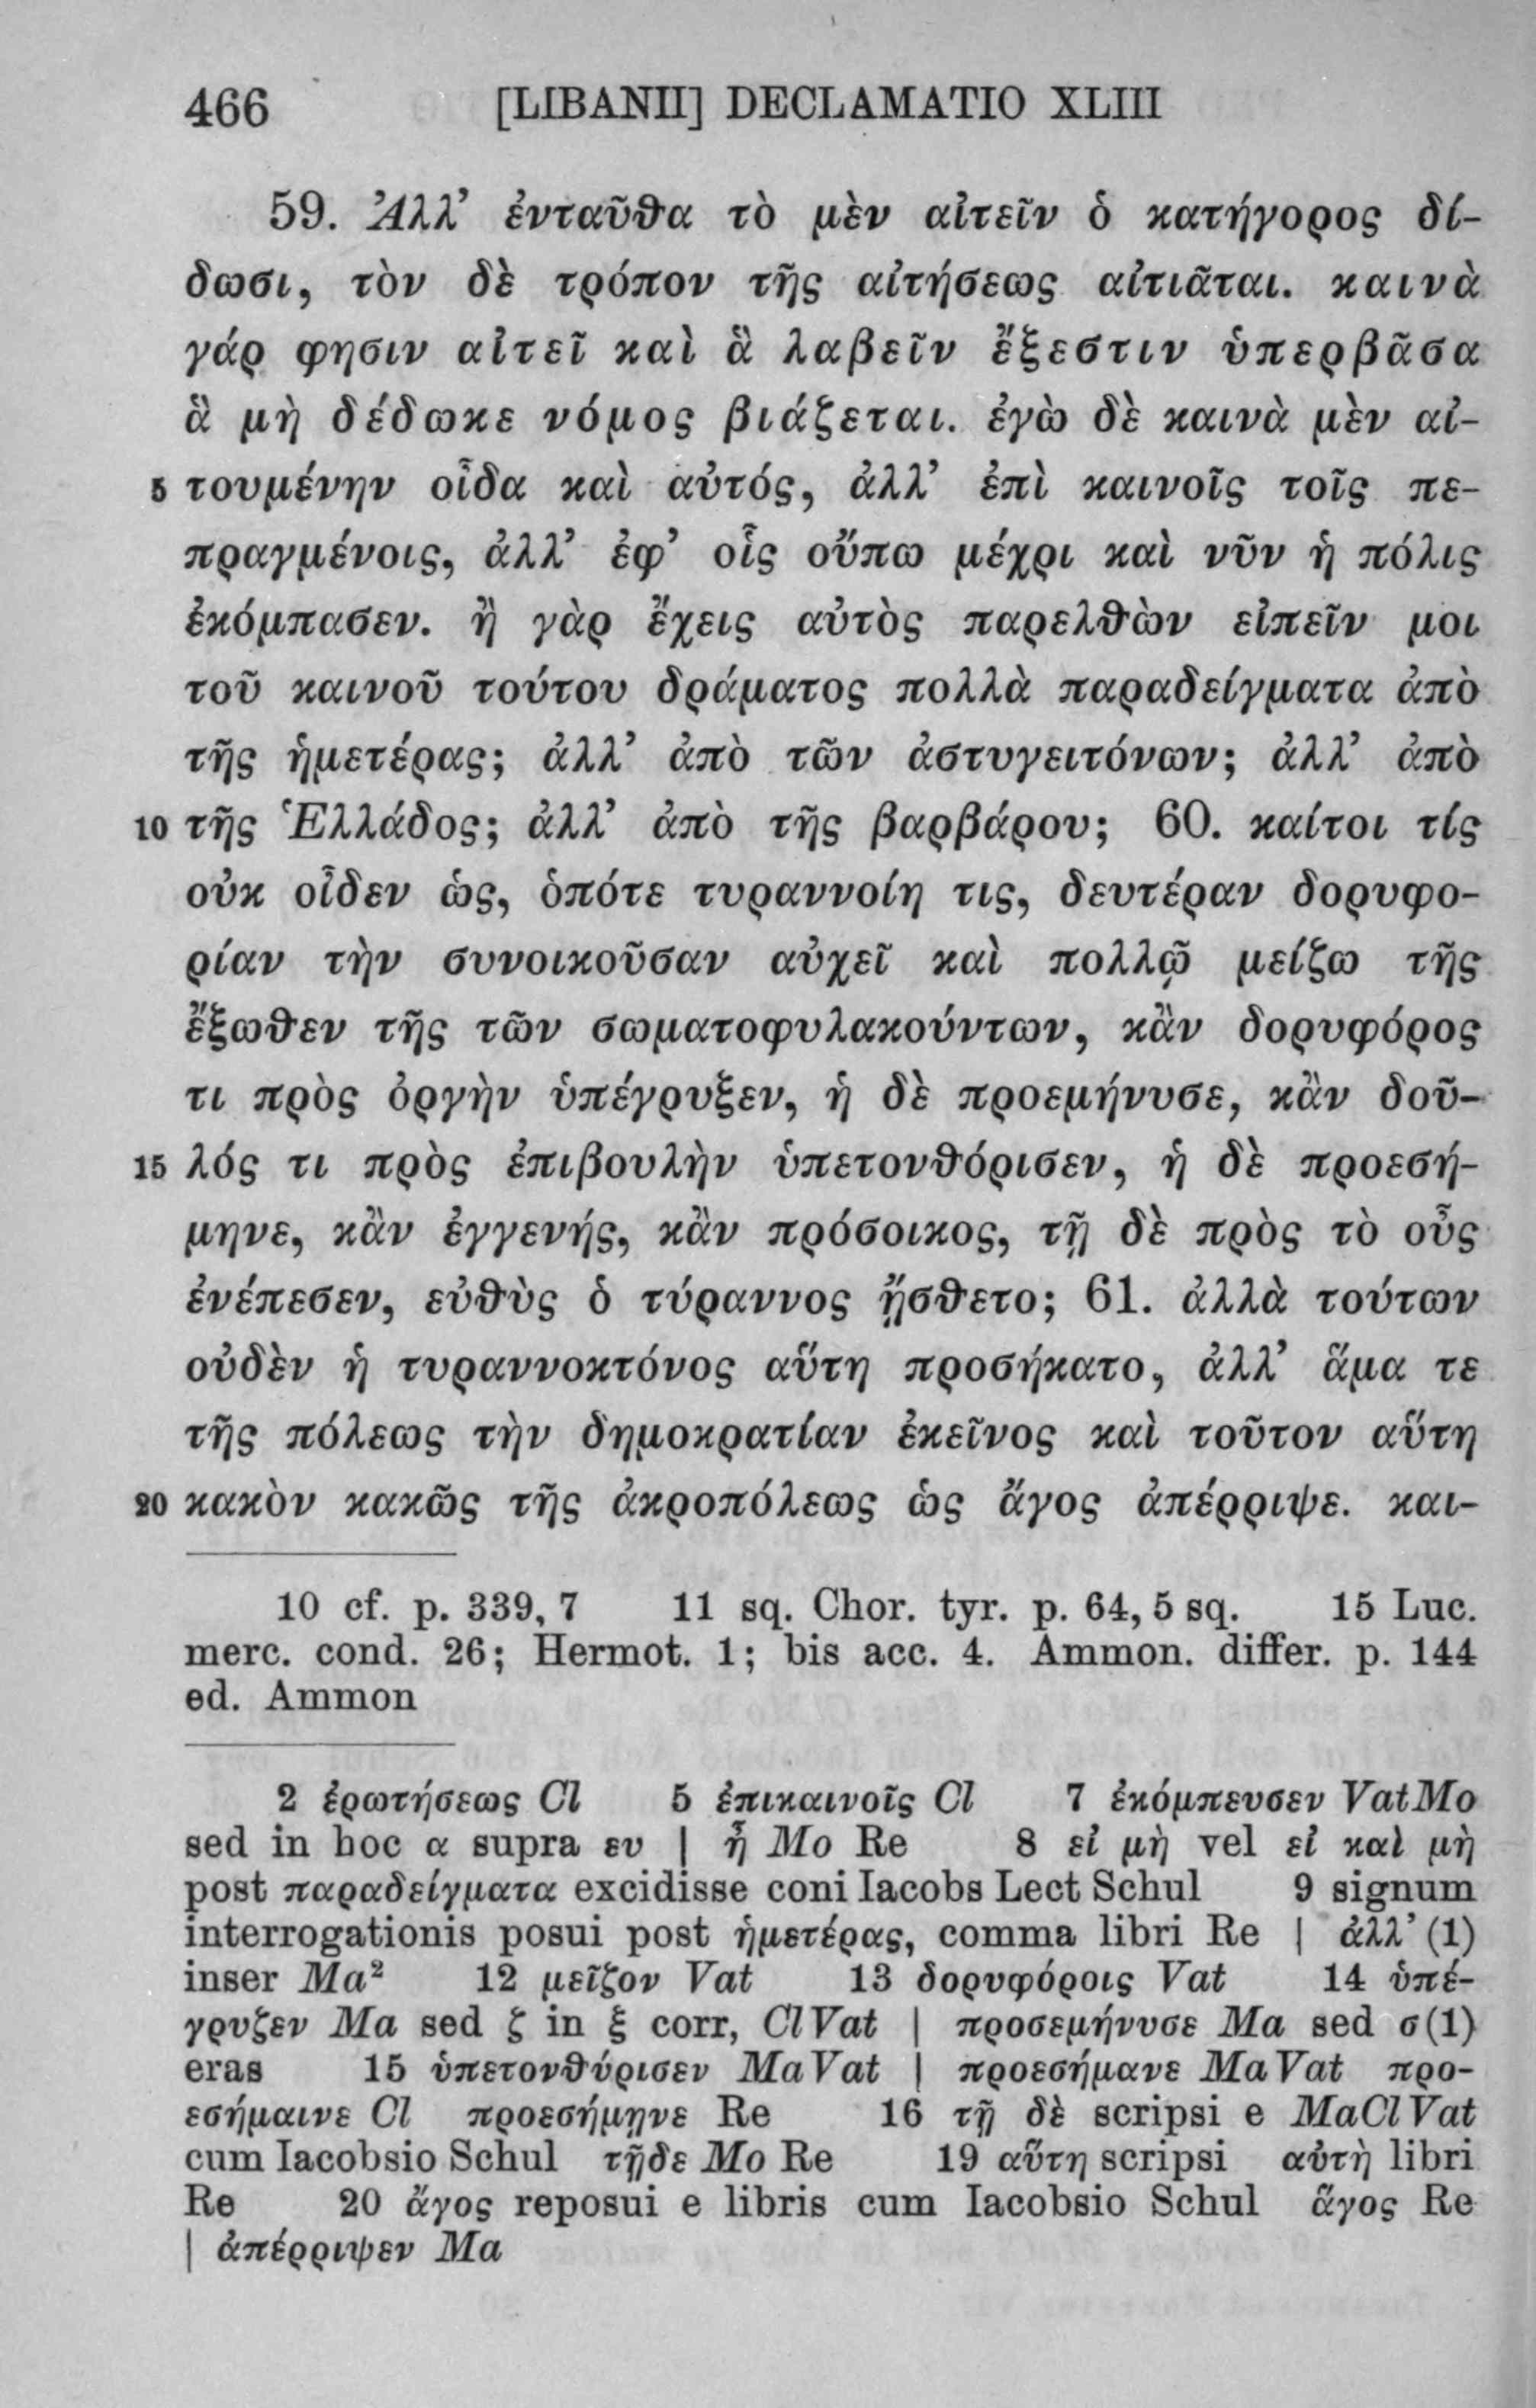 466 [LIBANII] DECLAMATIO XLIII
59. Ἀλλ’ ἐνταῦθα τὸ μὲν αἰτεῖν ὁ κατήγορος δί-
δωσι, τὸν δὲ τρόπον τῆς αἰτήσεως αἰτιᾶται. καινὰ
γάρ φησιν αἰτεῖ καὶ ἃ λαβεῖν ἔξεστιν ὑπερβᾶσα
ἃ μὴ δέδωκε νόμος βιάζεται. ἐγὼ δὲ καινὰ μὲν αἰ-
5 τουμένην οἶδα καὶ αὐτός, ἀλλ’ ἐπὶ καινοῖς τοῖς πε-
πραγμένοις, ἀλλ’ ἐφ’ οἷς οὔπω μέχρι καὶ νῦν ἡ πόλις
ἐκόμπασεν. ἢ γὰρ ἔχεις αὐτὸς παρελθὼν εἰπεῖν μοι
τοῦ καινοῦ τούτου δράματος πολλὰ παραδείγματα ἀπὸ
τῆς ἡμετέρας; ἀλλ’ ἀπὸ τῶν ἀστυγειτόνων; ἀλλ’ ἀπὸ
10 τῆς Ἑλλάδος; ἀλλ’ ἀπὸ τῆς βαρβάρου; 60. καίτοι τίς
οὐκ οἶδεν ὡς, ὁπότε τυραννοίη τις, δευτέραν δορυφο-
ρίαν τὴν συνοικοῦσαν αὐχεῖ καὶ πολλῷ μείζω τῆς
ἔξωθεν τῆς τῶν σωματοφυλακούντων, κἂν δορυφόρος
τι πρὸς ὀργὴν ὑπέγρυξεν, ἡ δὲ προεμήνυσε, κἂν δοῦ-
15 λός τι πρὸς ἐπιβουλὴν ὑπετονθόρισεν, ἡ δὲ προεσή-
μηνε, κἂν ἐγγενής, κἂν πρόσοικος, τῇ δὲ πρὸς τὸ οὖς
ἐνέπεσεν, εὐθὺς ὁ τύραννος ᾔσθετο; 61. ἀλλὰ τούτων
οὐδὲν ἡ τυραννοκτόνος αὕτη προσήκατο, ἀλλ’ ἅμα τε
τῆς πόλεως τὴν δημοκρατίαν ἐκεῖνος καὶ τοῦτον αὕτη
20 κακὸν κακῶς τῆς ἀκροπόλεως ὡς ἄγος ἀπέρριψε. και-
10 cf. p. 339, 7 11 sq. Chor. tyr. p. 64, 5 sq. 15 Luc.
merc. cond. 26; Hermot. 1; bis acc. 4. Ammon. differ. p. 144
ed. Ammon
2 ἐρωτήσεως Cl 5 ἐπικαινοῖς Cl 7 ἐκόμπευσεν VatMo
sed in hoc α supra ευ | ἦ Mo Re 8 εἰ μὴ vel εἰ καὶ μὴ
post παραδείγματα excidisse coni Iacobs Lect Schul 9 signum
interrogationis posui post ἡμετέρας, comma libri Re | ἀλλ’ (1)
inser Ma² 12 μεῖζον Vat 13 δορυφόροις Vat 14 ὑπέ-
γρυζεν Ma sed ζ in ξ corr, ClVat | προσεμήνυσε Ma sed σ(1)
eras 15 ὑπετονθύρισεν MaVat | προεσήμανε MaVat προ-
εσήμαινε Cl προεσήμῃνε Re 16 τῇ δὲ scripsi e MaClVat
cum Iacobsio Schul τῇδε Mo Re 19 αὕτη scripsi αὐτὴ libri
Re 20 ἄγος reposui e libris cum Iacobsio Schul ἅγος Re
| ἀπέρριψεν Ma